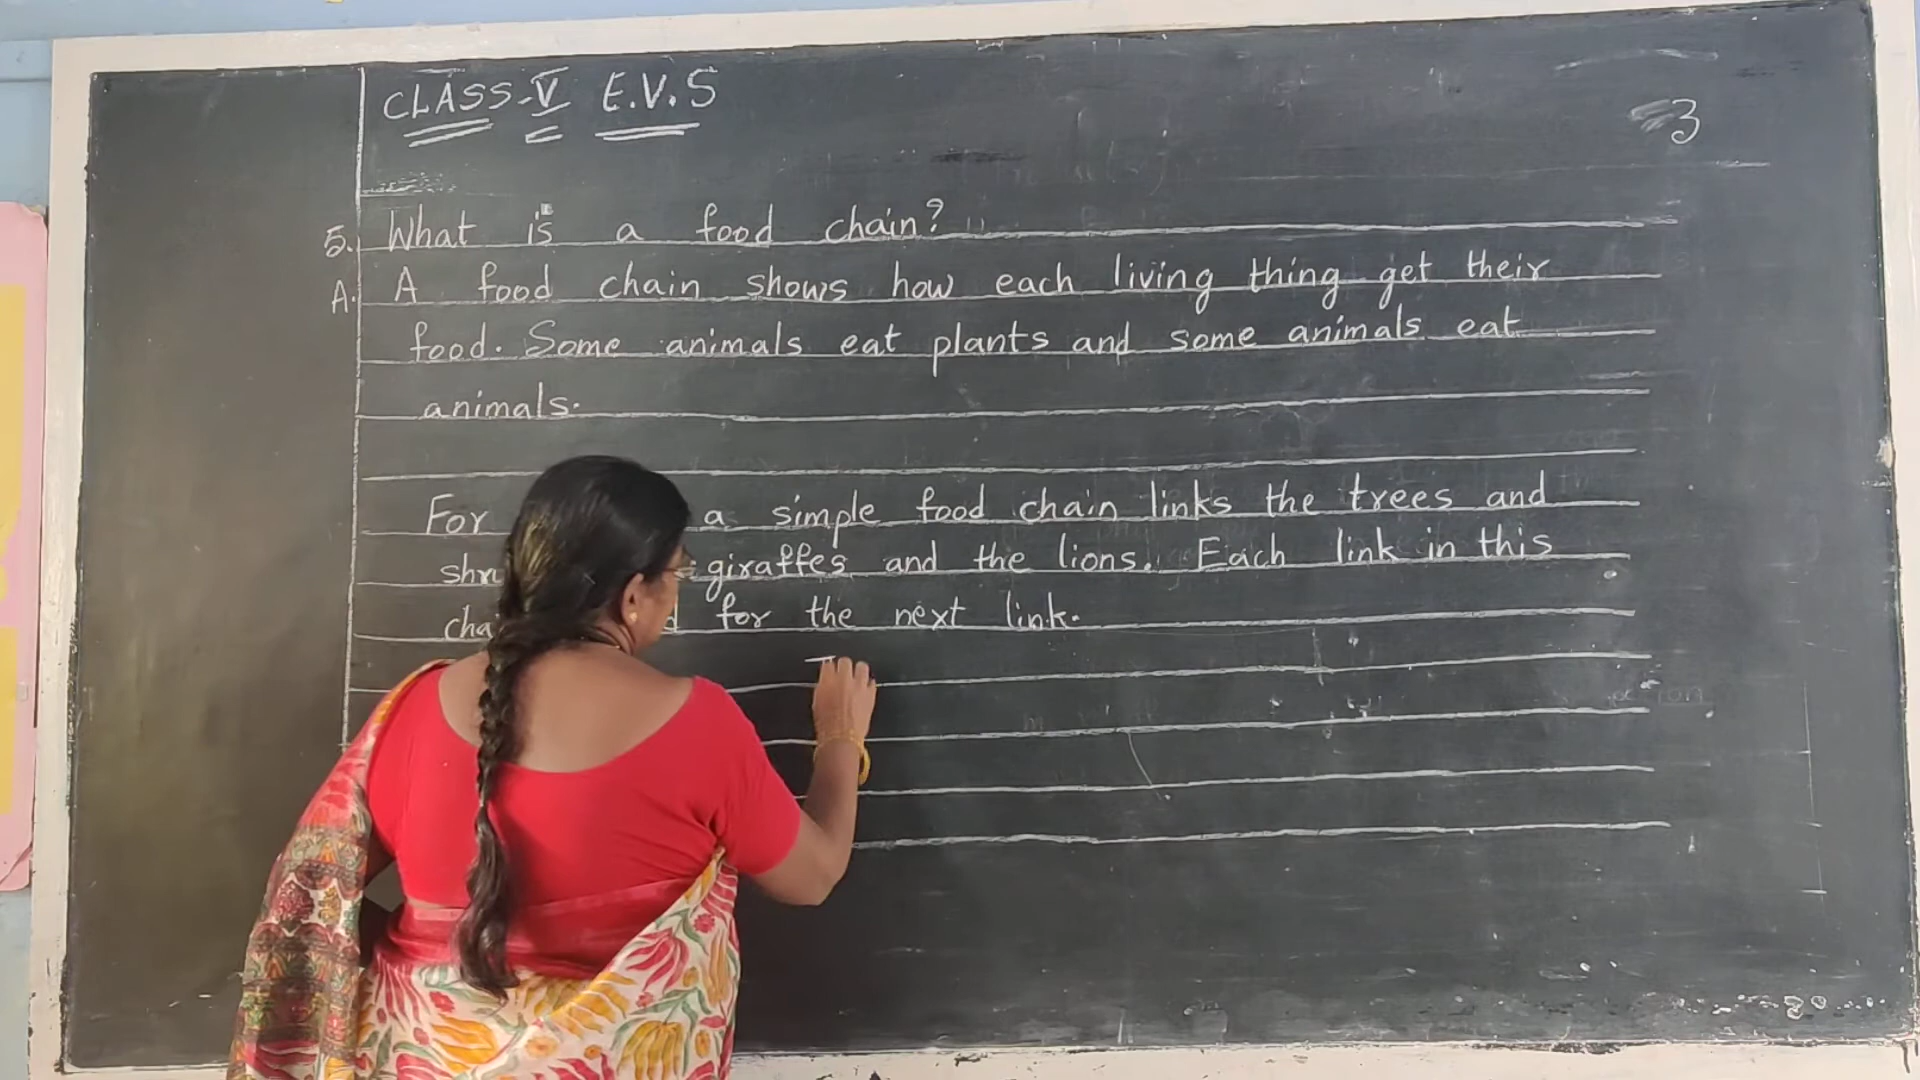 CLASS-V E.V.S
3
5. What is a food chain?
A. A food chain shows how each living thing get their
food. Some animals eat plants and some animals eat
animals.
For a simple food chain links the trees and
giraffes and the lions. Each link in this
for the next link.